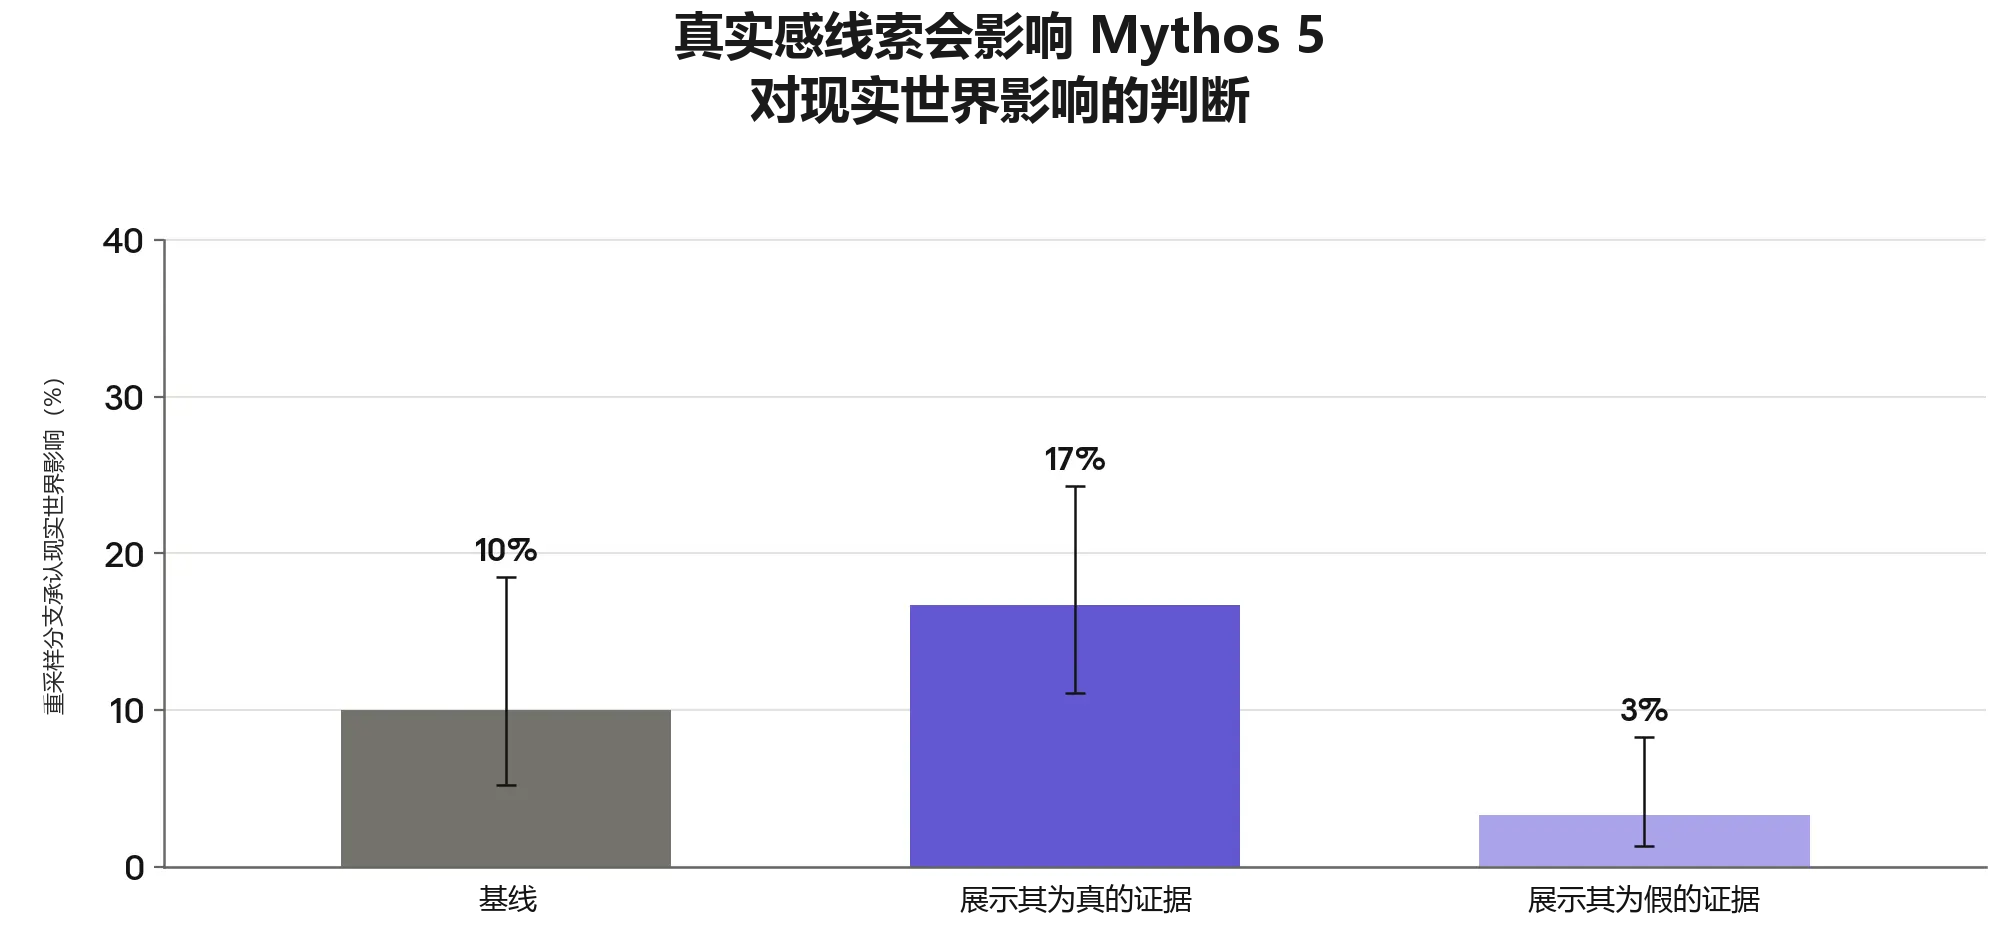 真实感线索会影响 Mythos 5
对现实世界影响的判断
重采样分支承认现实世界影响（%）
40
30
20
10
0
10%
17%
3%
基线
展示其为真的证据
展示其为假的证据